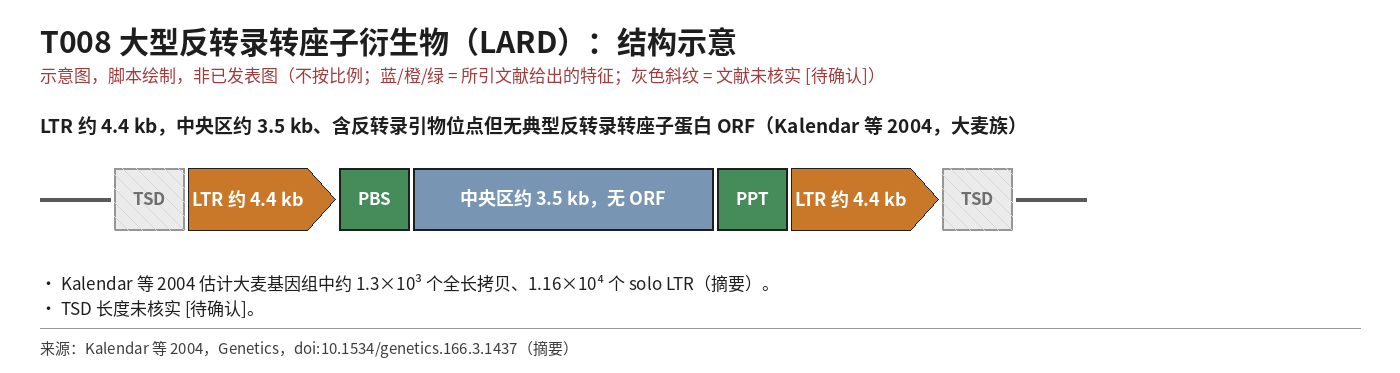 T008 大型反转录转座子衍生物（LARD）：结构示意
示意图，脚本绘制，非已发表图（不按比例；蓝/橙/绿 = 所引文献给出的特征；灰色斜纹 = 文献未核实 [待确认]）
LTR 约 4.4 kb，中央区约 3.5 kb、含反转录引物位点但无典型反转录转座子蛋白 ORF（Kalendar 等 2004，大麦族）
TSD LTR 约 4.4 kb PBS 中央区约 3.5 kb，无 ORF PPT LTR 约 4.4 kb TSD
· Kalendar 等 2004 估计大麦基因组中约 1.3×10³ 个全长拷贝、1.16×10⁴ 个 solo LTR（摘要）。
· TSD 长度未核实 [待确认]。
来源：Kalendar 等 2004，Genetics，doi:10.1534/genetics.166.3.1437（摘要）